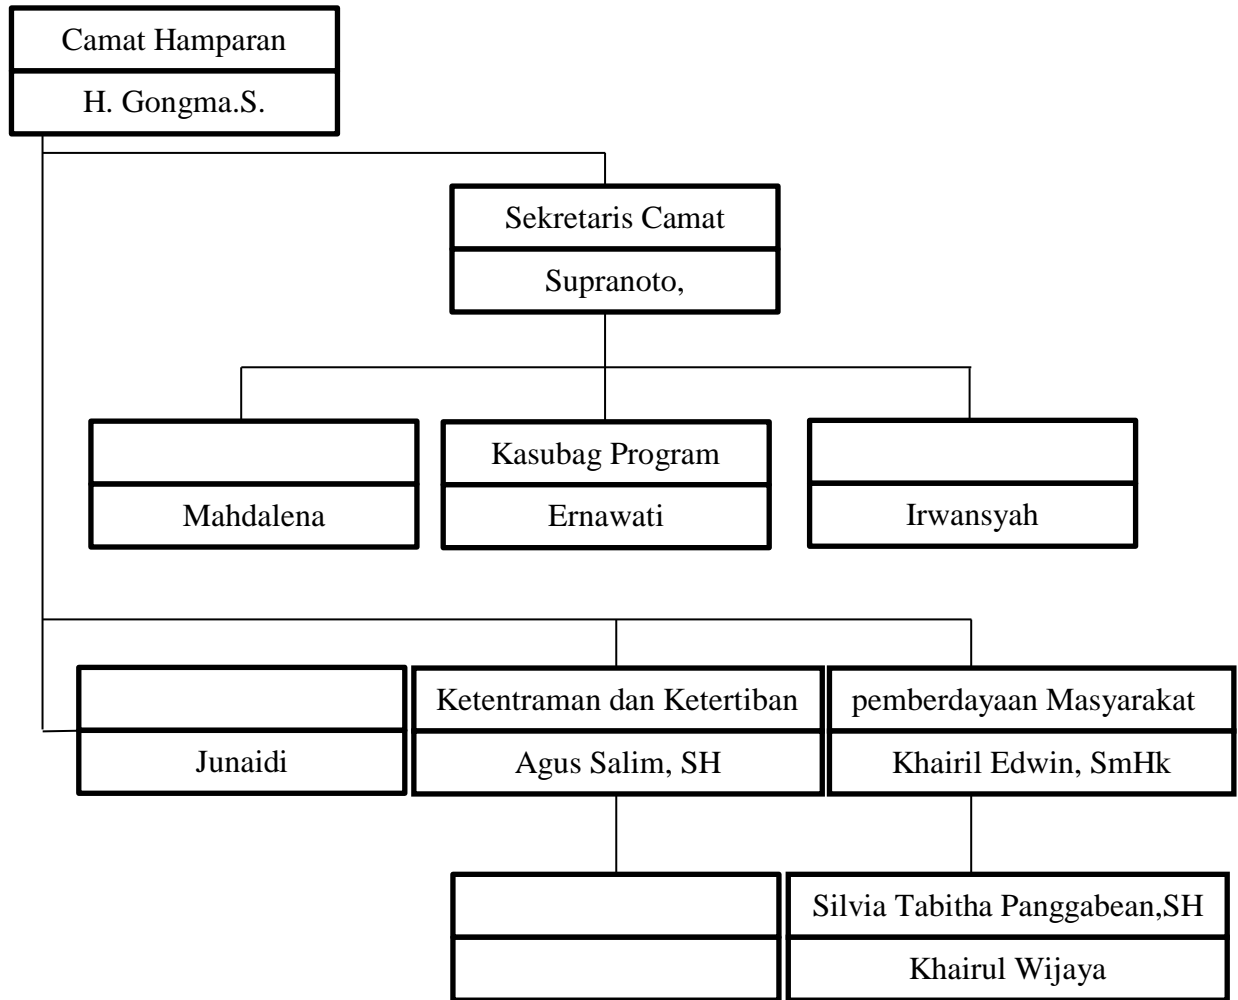 Camat Hamparan
H. Gongma.S.
Sekretaris Camat
Supranoto,
Kasubag Program
Mahdalena
Ernawati
Irwansyah
Ketentraman dan Ketertiban
pemberdayaan Masyarakat
Junaidi
Agus Salim, SH
Khairil Edwin, SmHk
Silvia Tabitha Panggabean,SH
Khairul Wijaya